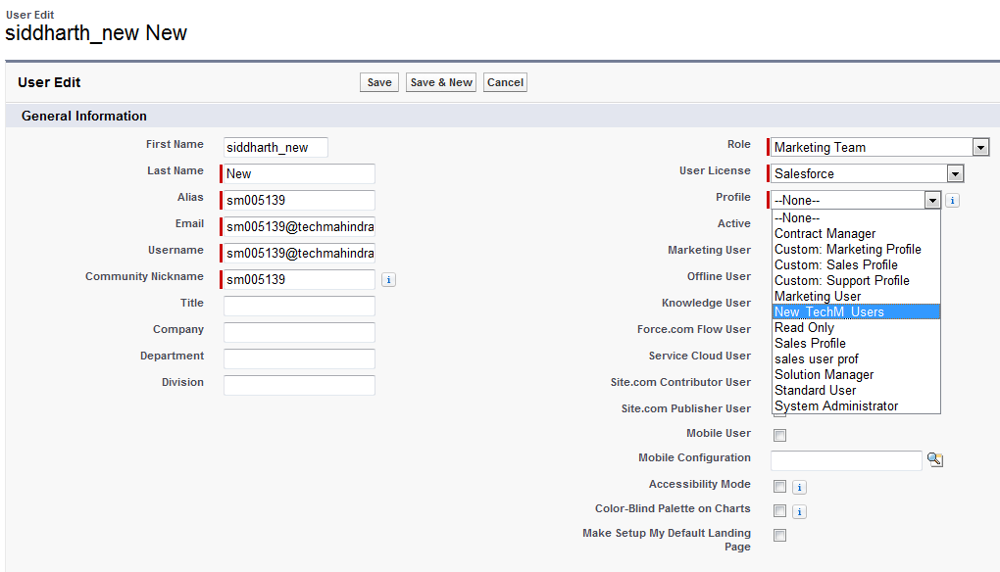 User Edit
siddharth_new New
User Edit
Save
Save & New
Cancel
General Information
First Name
siddharth_new
Last Name
New
Alias
sm005139
Email
sm005139@techmahindra
Username
sm005139@techmahindra
Community Nickname
sm005139
i
Title
Company
Department
Division
Role
Marketing Team
User License
Salesforce
Profile
--None--
i
--None--
Contract Manager
Custom: Marketing Profile
Custom: Sales Profile
Custom: Support Profile
Marketing User
New_TechM_Users
Read Only
Sales Profile
sales user prof
Solution Manager
Standard User
System Administrator
Active
Marketing User
Offline User
Knowledge User
Force.com Flow User
Service Cloud User
Site.com Contributor User
Site.com Publisher User
Mobile User
Mobile Configuration
Accessibility Mode
i
Color-Blind Palette on Charts
i
Make Setup My Default Landing
Page